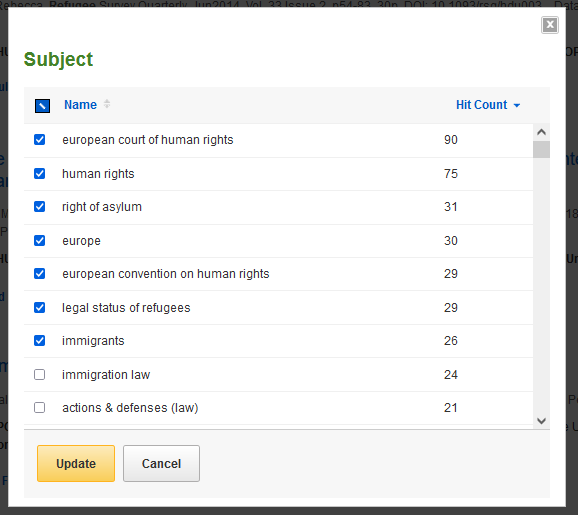 Rebecca. Refugee Survey Quarterly. Jun2014, Vol. 33 Issue 2, p54-83. 30p. DOI: 10.1093/rsq/hdu003.
x
Subject
Name Hit Count
european court of human rights 90
human rights 75
right of asylum 31
europe 30
european convention on human rights 29
legal status of refugees 29
immigrants 26
immigration law 24
actions & defenses (law) 21
Update Cancel